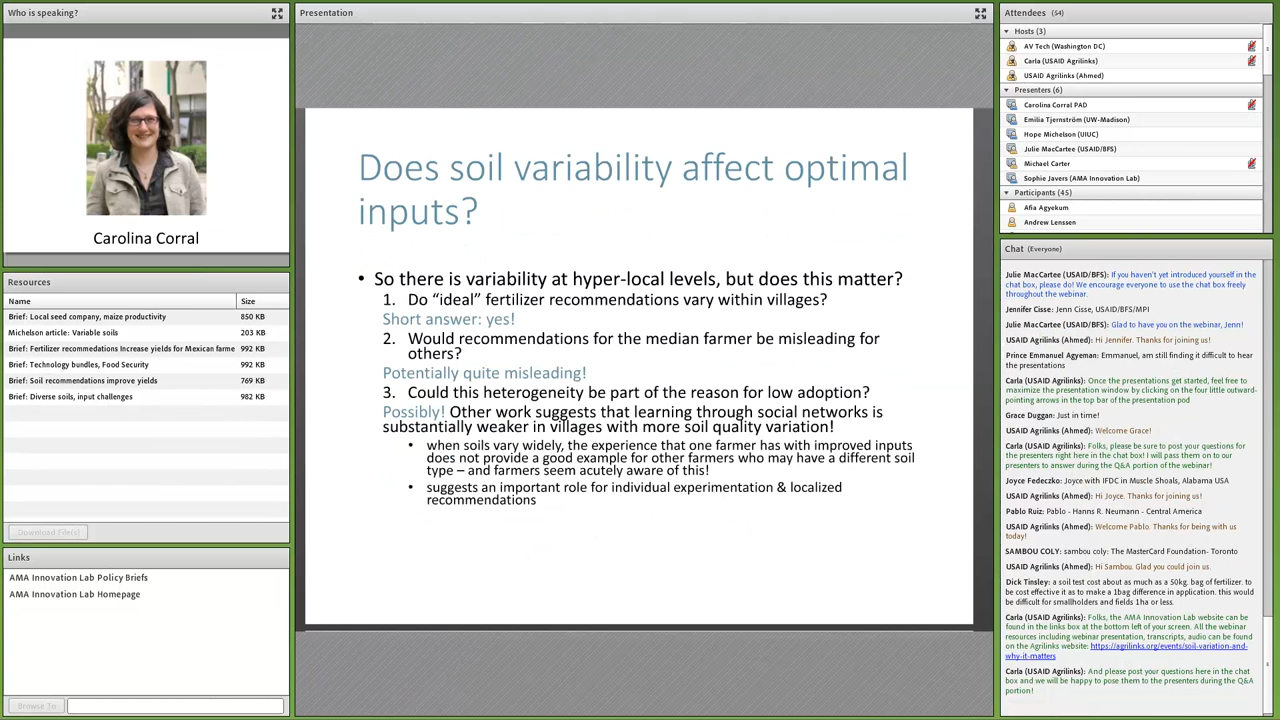 Who is speaking?
Carolina Corral
Resources
Name Size
Brief: Local seed company, maize productivity 850 KB
Michelson article: Variable soils 203 KB
Brief: Fertilizer recommedations Increase yields for Mexican farme 992 KB
Brief: Technology bundles, Food Security 992 KB
Brief: Soil recommendations improve yields 769 KB
Brief: Diverse soils, input challenges 982 KB
Download File(s)
Links
AMA Innovation Lab Policy Briefs
AMA Innovation Lab Homepage
Browse To
Presentation
Does soil variability affect optimal
inputs?
• So there is variability at hyper-local levels, but does this matter?
1. Do “ideal” fertilizer recommendations vary within villages?
Short answer: yes!
2. Would recommendations for the median farmer be misleading for
others?
Potentially quite misleading!
3. Could this heterogeneity be part of the reason for low adoption?
Possibly! Other work suggests that learning through social networks is
substantially weaker in villages with more soil quality variation!
• when soils vary widely, the experience that one farmer has with improved inputs
does not provide a good example for other farmers who may have a different soil
type – and farmers seem acutely aware of this!
• suggests an important role for individual experimentation & localized
recommendations
Attendees (54)
Hosts (3)
AV Tech (Washington DC)
Carla (USAID Agrilinks)
USAID Agrilinks (Ahmed)
Presenters (6)
Carolina Corral PAD
Emilia Tjernström (UW-Madison)
Hope Michelson (UIUC)
Julie MacCartee (USAID/BFS)
Michael Carter
Sophie Javers (AMA Innovation Lab)
Participants (45)
Afia Agyekum
Andrew Lenssen
Chat (Everyone)
Julie MacCartee (USAID/BFS): If you haven't yet introduced yourself in the
chat box, please do! We encourage everyone to use the chat box freely
throughout the webinar.
Jennifer Cisse: Jenn Cisse, USAID/BFS/MPI
Julie MacCartee (USAID/BFS): Glad to have you on the webinar, Jenn!
USAID Agrilinks (Ahmed): Hi Jennifer. Thanks for joining us!
Prince Emmanuel Agyeman: Emmanuel, am still finding it difficult to hear
the presentations
Carla (USAID Agrilinks): Once the presentations get started, feel free to
maximize the presentation window by clicking on the four little outward-
pointing arrows in the top bar of the presentation pod
Grace Duggan: Just in time!
USAID Agrilinks (Ahmed): Welcome Grace!
Carla (USAID Agrilinks): Folks, please be sure to post your questions for
the presenters right here in the chat box! I will pass them on to our
presenters to answer during the Q&A portion of the webinar!
Joyce Fedeczko: Joyce with IFDC in Muscle Shoals, Alabama USA
USAID Agrilinks (Ahmed): Hi Joyce. Thanks for joining us!
Pablo Ruiz: Pablo - Hanns R. Neumann - Central America
USAID Agrilinks (Ahmed): Welcome Pablo. Thanks for being with us
today!
SAMBOU COLY: sambou coly: The MasterCard Foundation- Toronto
USAID Agrilinks (Ahmed): Hi Sambou. Glad you could join us.
Dick Tinsley: a soil test cost about as much as a 50kg. bag of fertilizer. to
be cost effective it as to make a 1bag difference in application. this would
be difficult for smallholders and fields 1ha or less.
Carla (USAID Agrilinks): Folks, the AMA Innovation Lab website can be
found in the links box at the bottom left of your screen. All the webinar
resources including webinar presentation, transcripts, audio can be found
on the Agrilinks website: https://agrilinks.org/events/soil-variation-and-
why-it-matters
Carla (USAID Agrilinks): And please post your questions here in the chat
box and we will be happy to pose them to the presenters during the Q&A
portion!